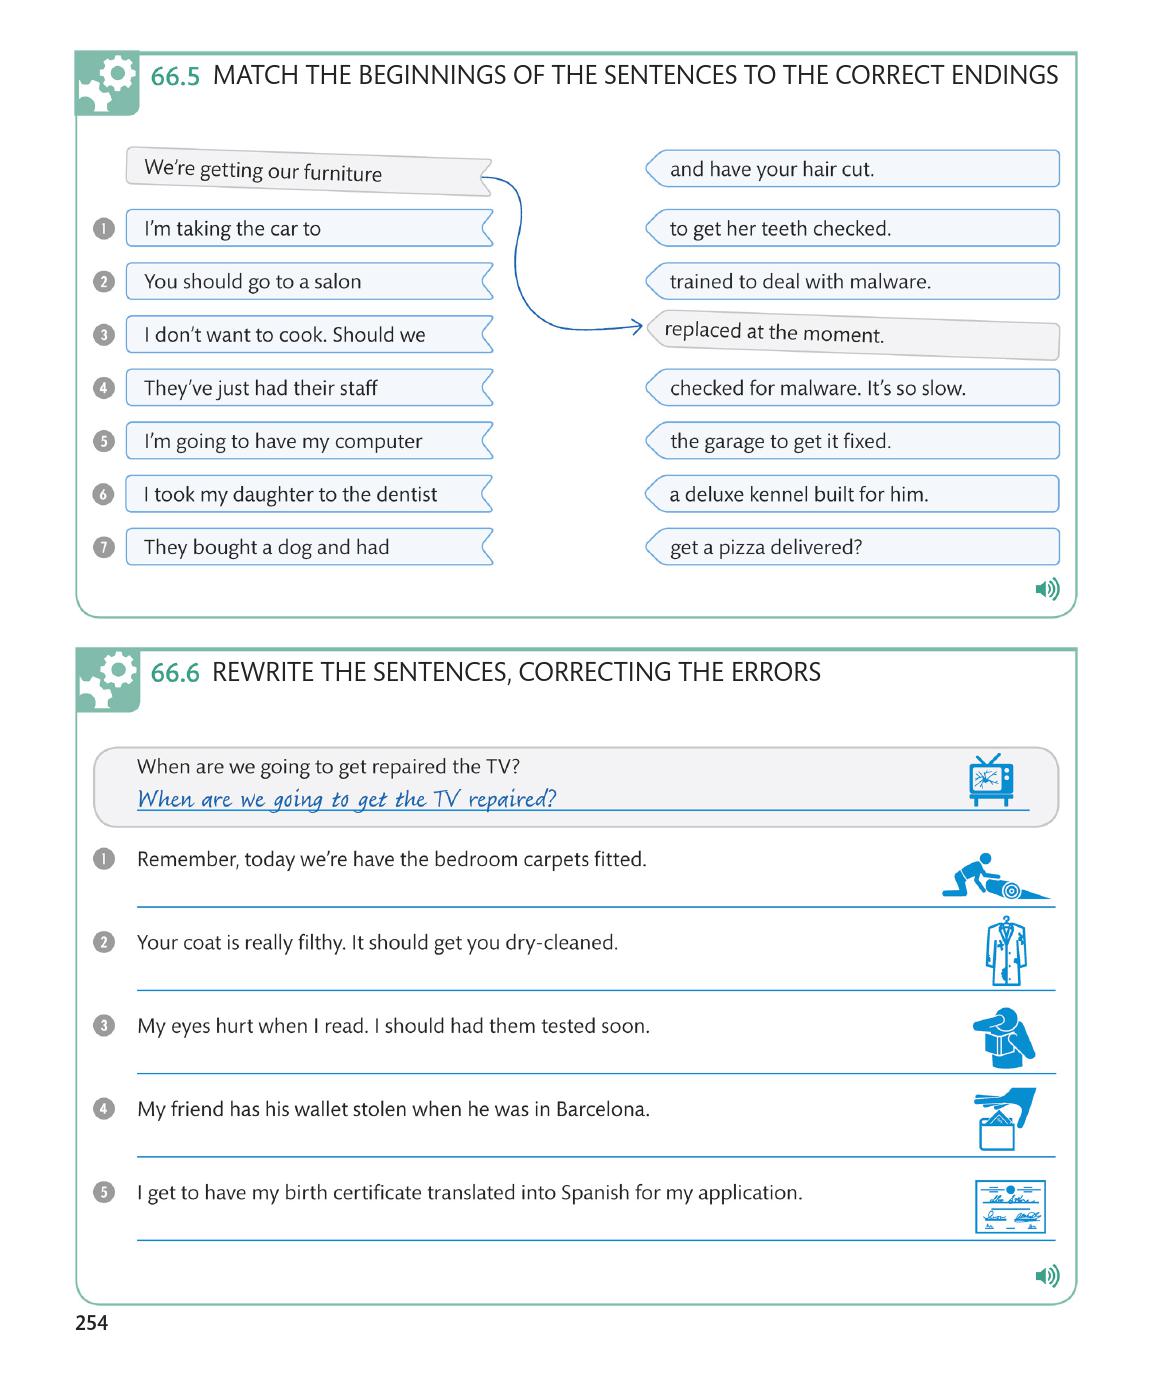 66.5 MATCH THE BEGINNINGS OF THE SENTENCES TO THE CORRECT ENDINGS
We're getting our furniture
and have your hair cut.
1 I'm taking the car to
to get her teeth checked.
2 You should go to a salon
trained to deal with malware.
3 I don't want to cook. Should we
replaced at the moment.
4 They've just had their staff
checked for malware. It's so slow.
5 I'm going to have my computer
the garage to get it fixed.
6 I took my daughter to the dentist
a deluxe kennel built for him.
7 They bought a dog and had
get a pizza delivered?
66.6 REWRITE THE SENTENCES, CORRECTING THE ERRORS
When are we going to get repaired the TV?
When are we going to get the TV repaired?
1 Remember, today we're have the bedroom carpets fitted.
2 Your coat is really filthy. It should get you dry-cleaned.
3 My eyes hurt when I read. I should had them tested soon.
4 My friend has his wallet stolen when he was in Barcelona.
5 I get to have my birth certificate translated into Spanish for my application.
254